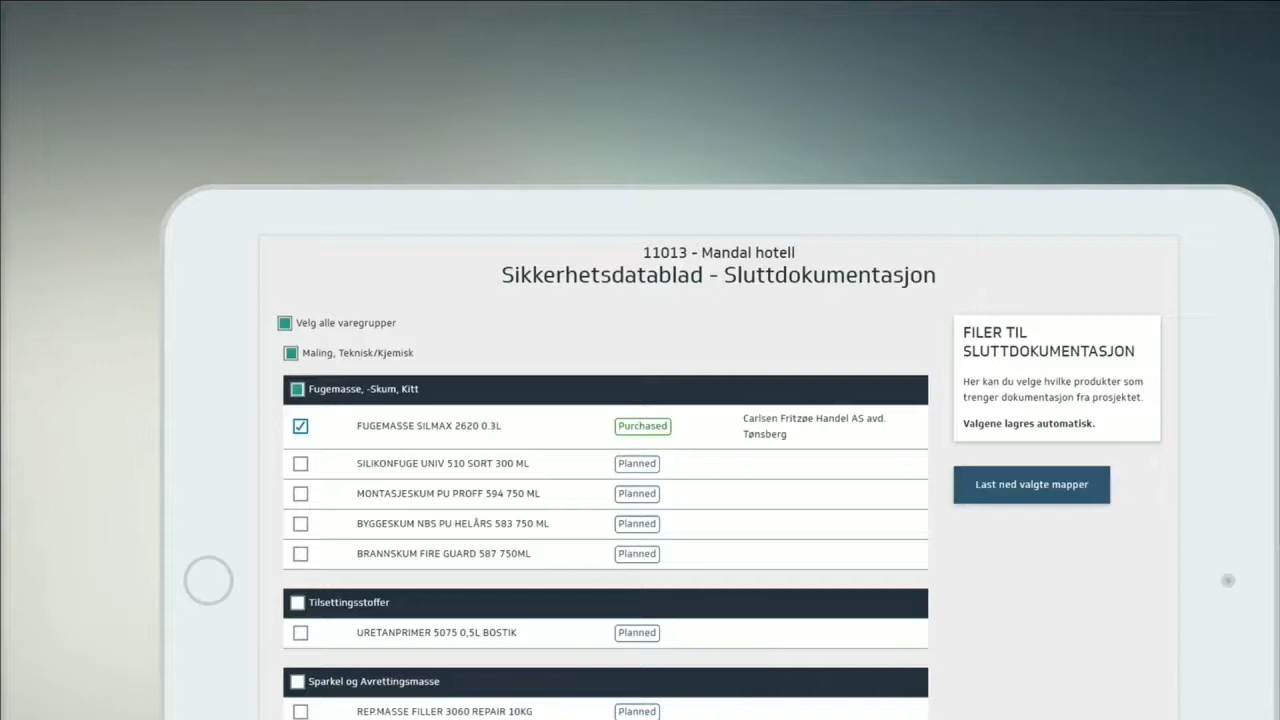 11013 - Mandal hotell
Sikkerhetsdatablad - Sluttdokumentasjon
Velg alle varegrupper
Maling, Teknisk/Kjemisk
Fugemasse, -Skum, Kitt
FUGEMASSE SILMAX 2620 0.3L Purchased Carlsen Fritzøe Handel AS avd.
Tønsberg
SILIKONFUGE UNIV 510 SORT 300 ML Planned
MONTASJESKUM PU PROFF 594 750 ML Planned
BYGGESKUM NBS PU HELÅRS 583 750 ML Planned
BRANNSKUM FIRE GUARD 587 750ML Planned
Tilsettingsstoffer
URETANPRIMER 5075 0,5L BOSTIK Planned
Sparkel og Avrettingsmasse
REP.MASSE FILLER 3060 REPAIR 10KG Planned
FILER TIL
SLUTTDOKUMENTASJON
Her kan du velge hvilke produkter som
trenger dokumentasjon fra prosjektet.
Valgene lagres automatisk.
Last ned valgte mapper